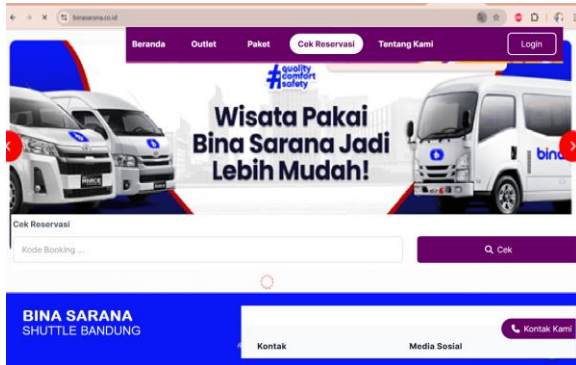 binasarana.co.id
Beranda Outlet Paket Cek Reservasi Tentang Kami Login
#quality comfort safety
Wisata Pakai
Bina Sarana Jadi
Lebih Mudah!
HIACE
bina
Cek Reservasi
Kode Booking ...
Cek
BINA SARANA
SHUTTLE BANDUNG
Kontak Kami
Kontak Media Sosial